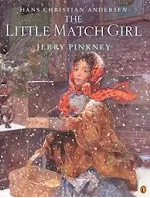 HANS CHRISTIAN ANDERSEN
THE
LITTLE MATCH GIRL
JERRY PINKNEY